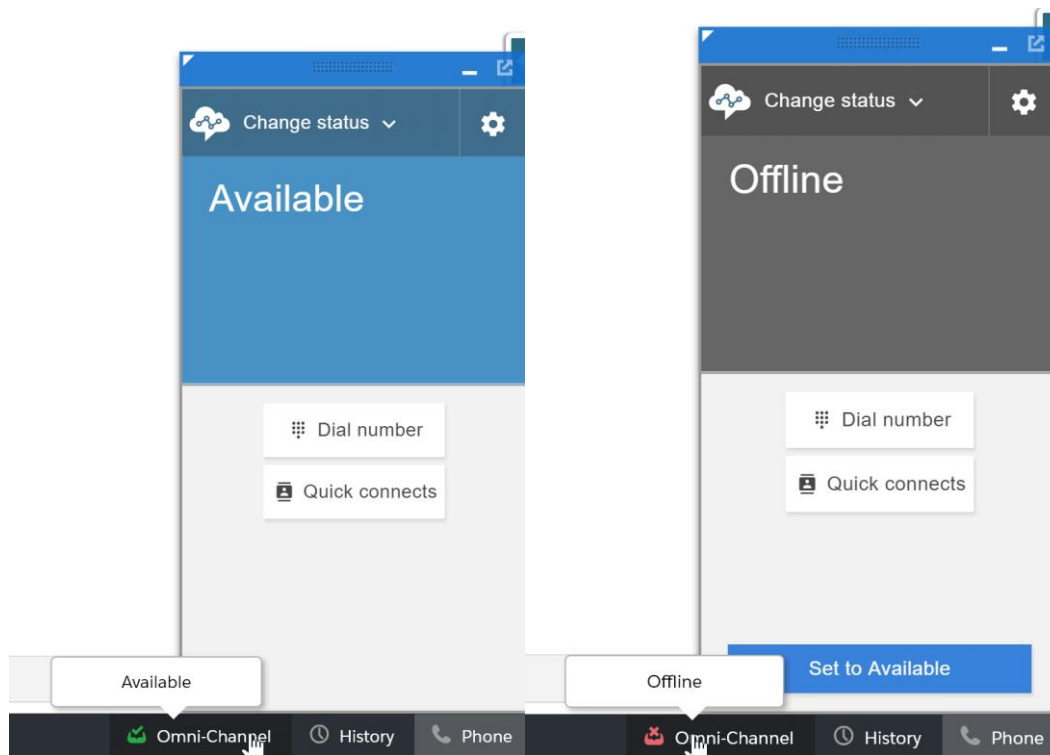 Change status
Available
Dial number
Quick connects
Available
Omni-Channel
History
Phone
Change status
Offline
Dial number
Quick connects
Set to Available
Offline
Omni-Channel
History
Phone